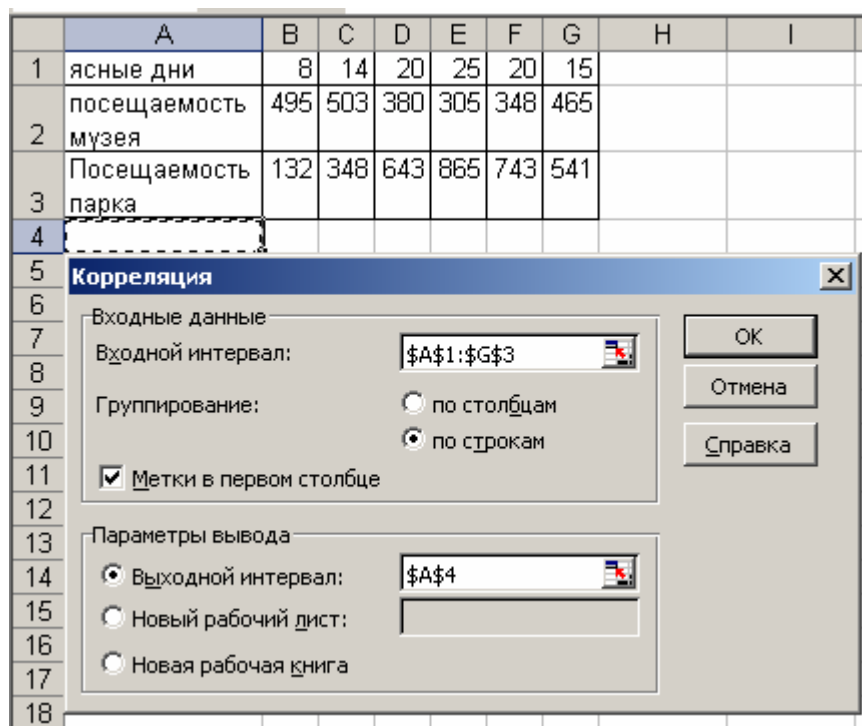 A B C D E F G H I
1 ясные дни 8 14 20 25 20 15
посещаемость 495 503 380 305 348 465
2 музея
Посещаемость 132 348 643 865 743 541
3 парка
4
5 Корреляция
6 Входные данные
7 Входной интервал: $A$1:$G$3 ОК
8 Отмена
9 Группирование: по столбцам
10 по строкам Справка
11 Метки в первом столбце
12
13 Параметры вывода
14 Выходной интервал: $A$4
15 Новый рабочий лист:
16 Новая рабочая книга
17
18